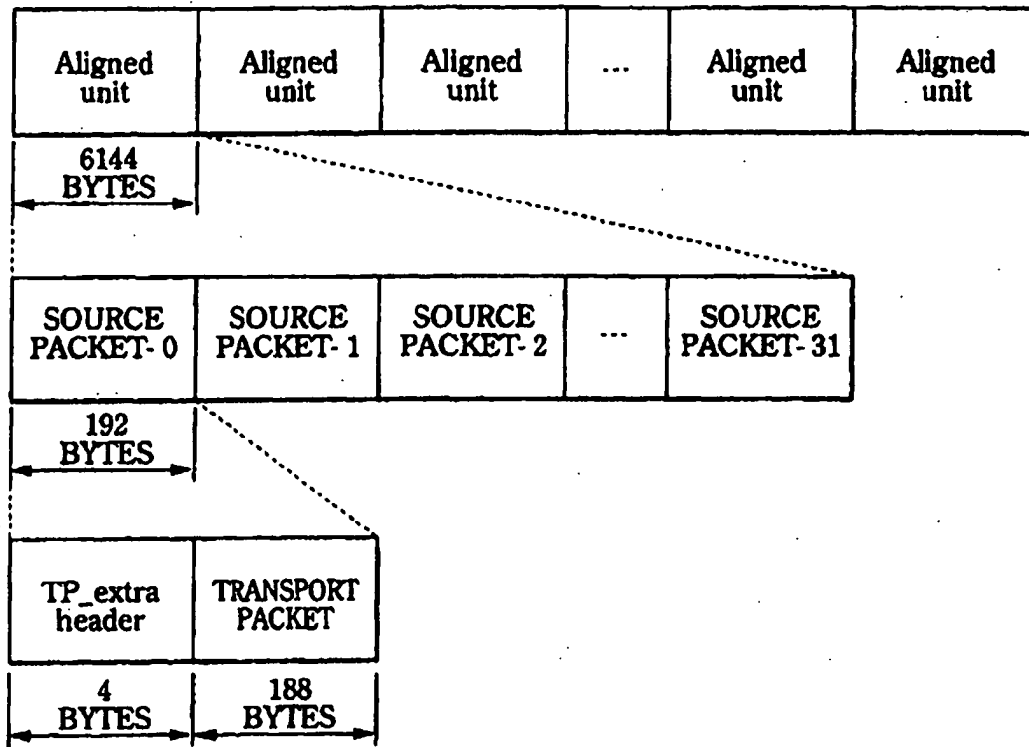 Aligned unit
Aligned unit
Aligned unit
...
Aligned unit
Aligned unit
6144 BYTES
SOURCE PACKET-0
SOURCE PACKET-1
SOURCE PACKET-2
...
SOURCE PACKET-31
192 BYTES
TP_extra header
TRANSPORT PACKET
4 BYTES
188 BYTES